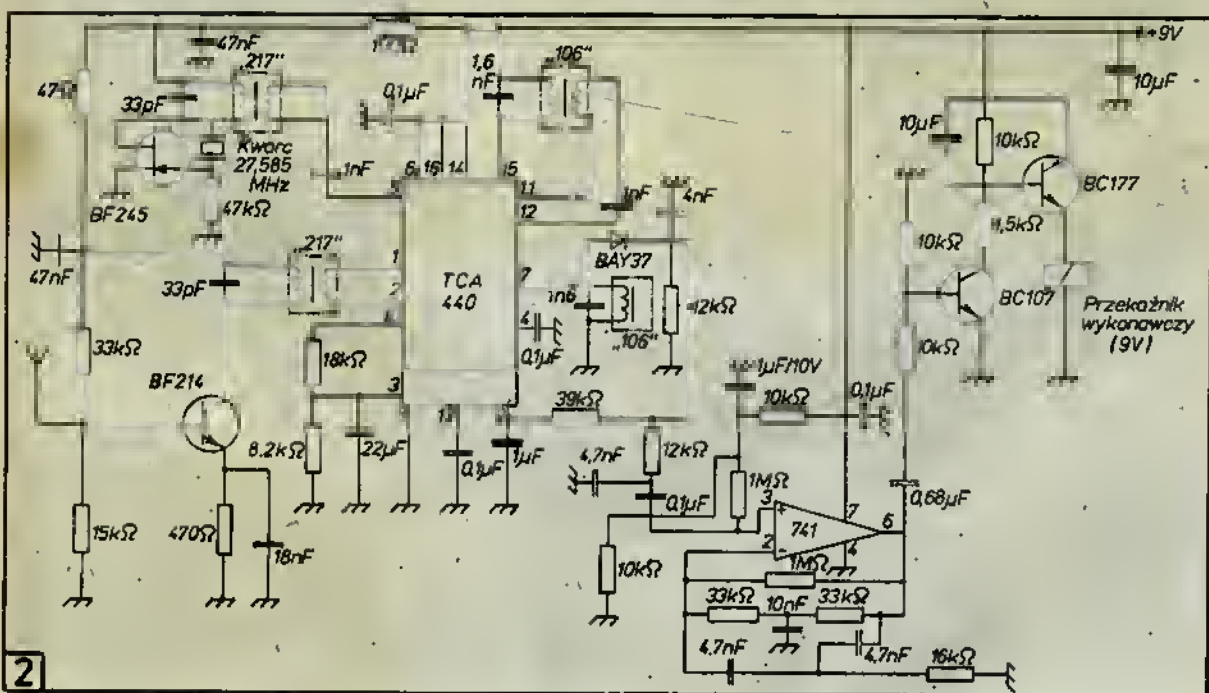 +9V
47nF
„217"
1,6
nF
„106"
10µF
33pF
0,1µF
10µF
10kΩ
Kwarc
27,585
MHz
1nF
6
16
14
15
11
12
BC177
BF245
47kΩ
4nF
1,5kΩ
10kΩ
47nF
„217"
BAY37
33pF
1
2
TCA
440
7
4
12kΩ
BC107
Przekaźnik
wykonawczy
(9V)
„106"
0,1µF
33kΩ
18kΩ
1µF/10V
10kΩ
BF214
3
39kΩ
10kΩ
0,1µF
8,2kΩ
22µF
0,1µF
1µF
12kΩ
4,7nF
1MΩ
0,1µF
0,68µF
15kΩ
470Ω
18nF
10kΩ
3
2
741
7
6
4
1MΩ
33kΩ
10nF
33kΩ
4,7nF
4,7nF
16kΩ
2